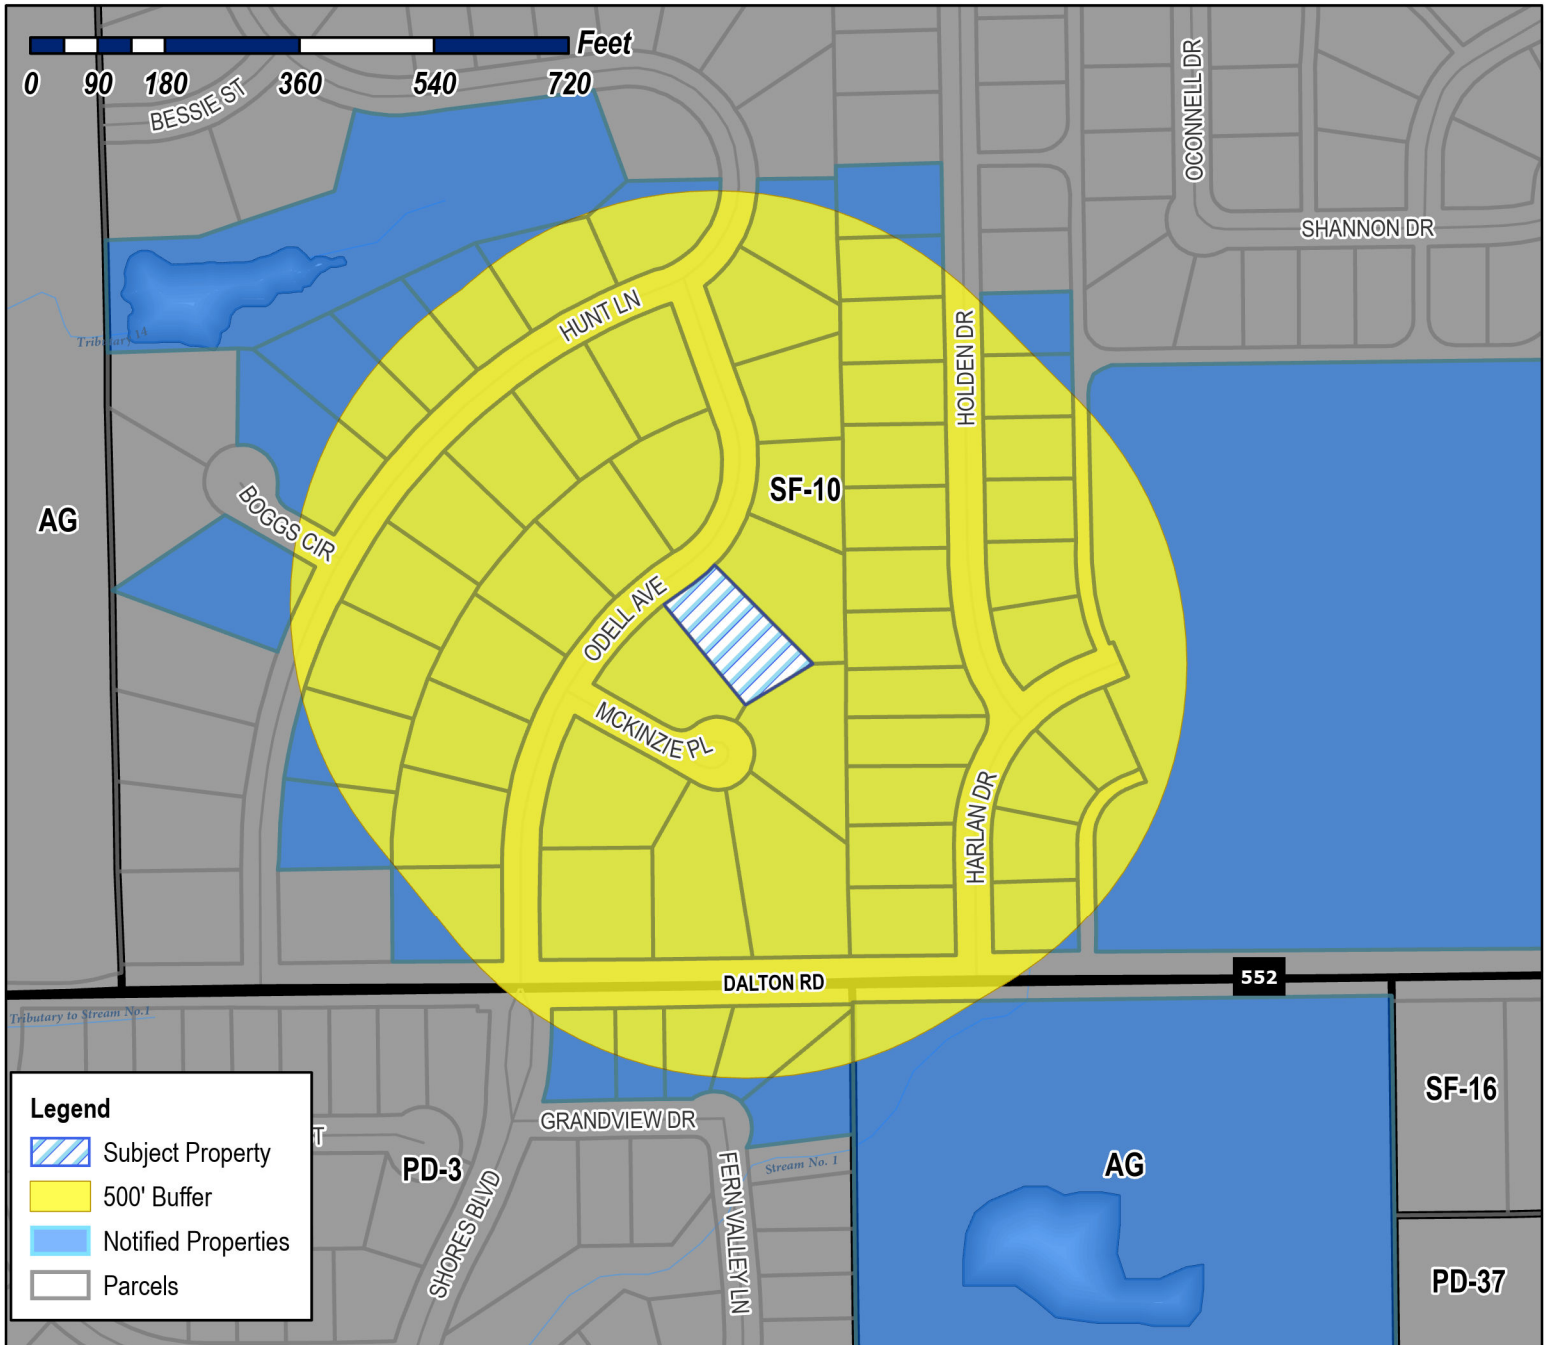 Feet
0 90 180 360 540 720
BESSIE ST
OCONNELL DR
SHANNON DR
HUNT LN
HOLDEN DR
Tributary 14
SF-10
AG
BOGGS CIR
ODELL AVE
MCKINZIE PL
HARLAN DR
DALTON RD
552
Tributary to Stream No.1
Legend
Subject Property
500' Buffer
Notified Properties
Parcels
T
PD-3
GRANDVIEW DR
SHORES BLVD
FERN VALLEY LN
Stream No. 1
AG
SF-16
PD-37